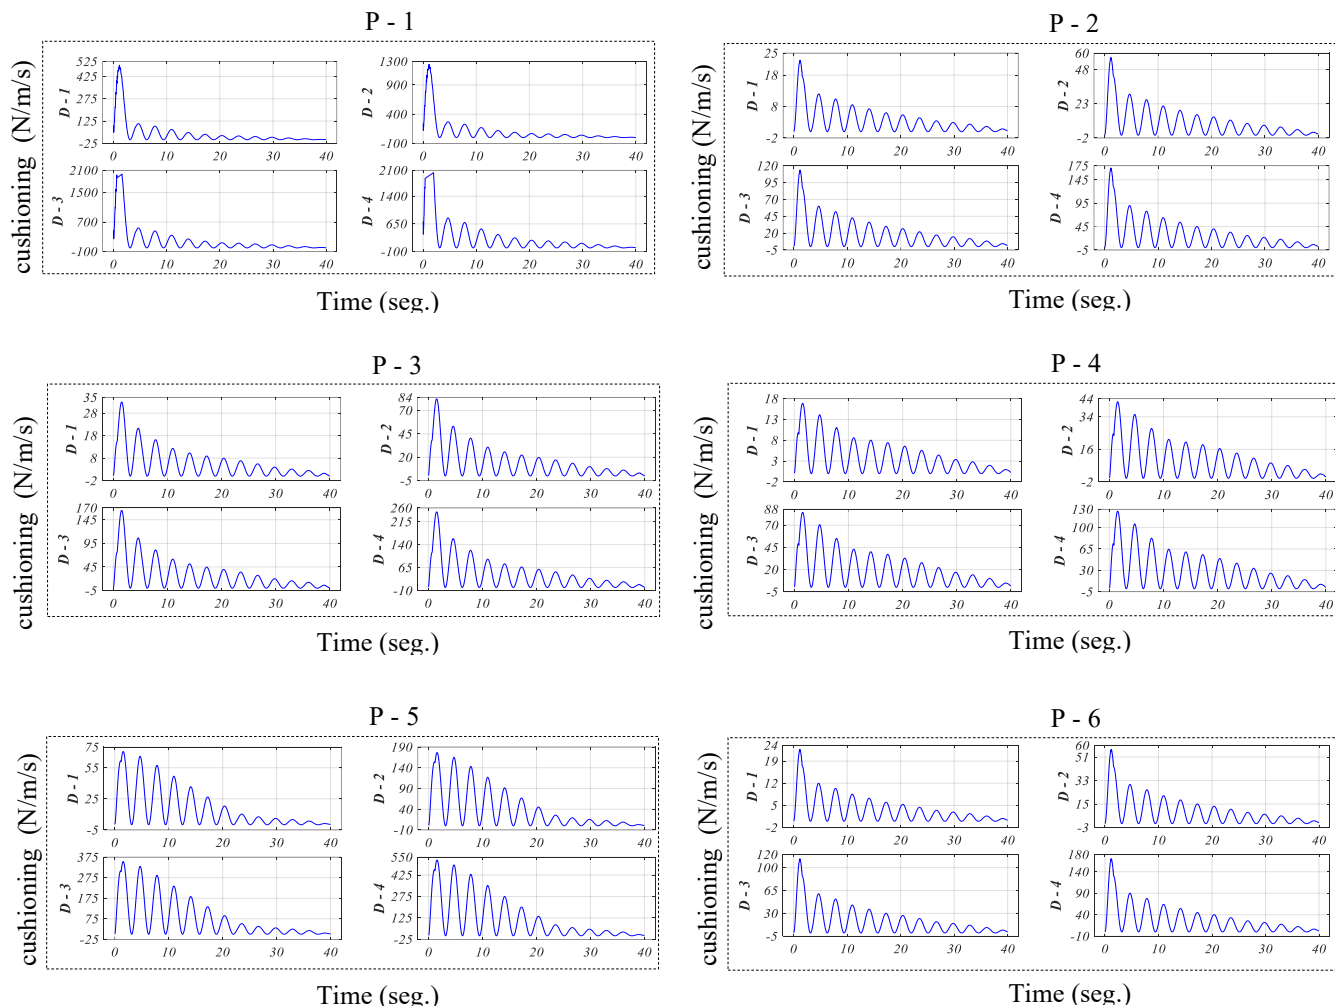 P - 1
cushioning (N/m/s)
D - 1
525
425
275
125
-25
0 10 20 30 40
D - 2
1300
1000
400
-100
0 10 20 30 40
D - 3
2100
1500
700
-100
0 10 20 30 40
D - 4
2100
1400
650
-100
0 10 20 30 40
Time (seg.)
P - 2
cushioning (N/m/s)
D - 1
25
18
8
-2
0 10 20 30 40
D - 2
60
48
23
-2
0 10 20 30 40
D - 3
120
95
70
45
20
-5
0 10 20 30 40
D - 4
175
145
95
45
-5
0 10 20 30 40
Time (seg.)
P - 3
cushioning (N/m/s)
D - 1
35
28
18
8
-2
0 10 20 30 40
D - 2
84
70
45
20
-5
0 10 20 30 40
D - 3
170
145
95
45
-5
0 10 20 30 40
D - 4
260
215
140
65
-10
0 10 20 30 40
Time (seg.)
P - 4
cushioning (N/m/s)
D - 1
18
13
8
3
-2
0 10 20 30 40
D - 2
44
34
16
-2
0 10 20 30 40
D - 3
88
70
45
20
-5
0 10 20 30 40
D - 4
130
100
65
30
-5
0 10 20 30 40
Time (seg.)
P - 5
cushioning (N/m/s)
D - 1
75
55
25
-5
0 10 20 30 40
D - 2
190
140
90
40
-10
0 10 20 30 40
D - 3
375
275
175
75
-25
0 10 20 30 40
D - 4
550
425
275
125
-25
0 10 20 30 40
Time (seg.)
P - 6
cushioning (N/m/s)
D - 1
24
19
12
5
-2
0 10 20 30 40
D - 2
60
51
33
15
-3
0 10 20 30 40
D - 3
120
100
65
30
-5
0 10 20 30 40
D - 4
180
140
90
40
-10
0 10 20 30 40
Time (seg.)